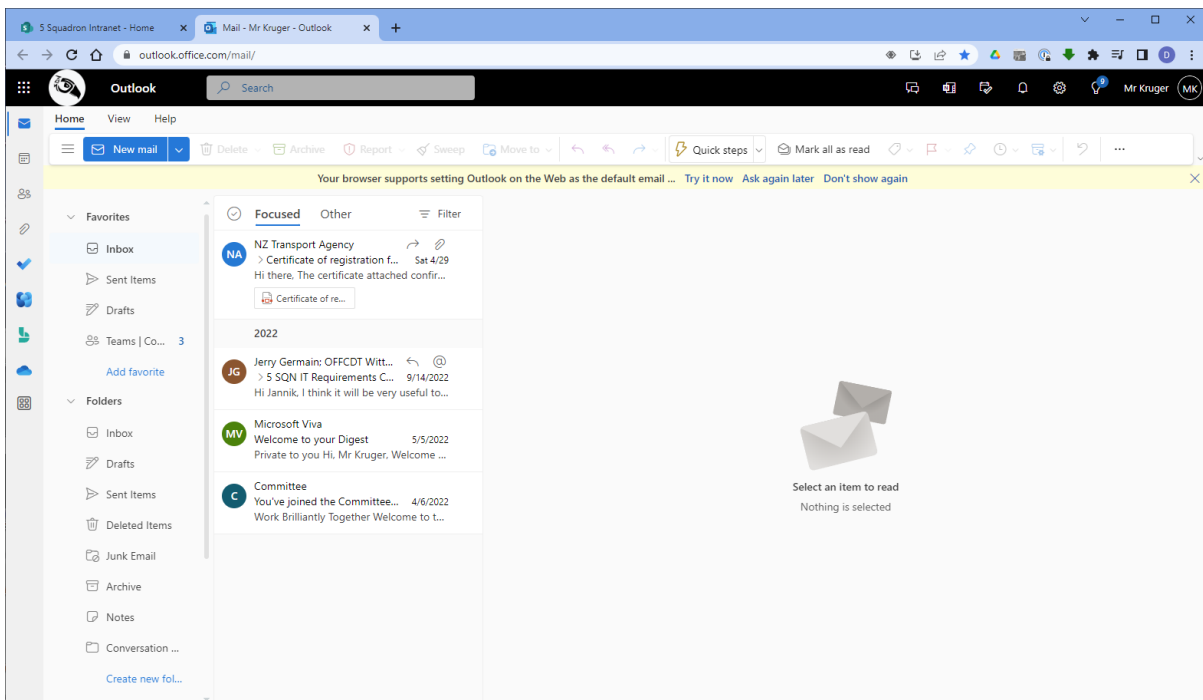 5 Squadron Intranet - Home
Mail - Mr Kruger - Outlook
outlook.office.com/mail/
D
Outlook
Search
9
Mr Kruger
MK
Home View Help
New mail
Delete
Archive
Report
Sweep
Move to
Quick steps
Mark all as read
Your browser supports setting Outlook on the Web as the default email ... Try it now Ask again later Don't show again
Favorites
Inbox
Sent Items
Drafts
Teams | Co... 3
Add favorite
Folders
Inbox
Drafts
Sent Items
Deleted Items
Junk Email
Archive
Notes
Conversation ...
Create new fol...
Focused Other Filter
NA
NZ Transport Agency
Certificate of registration f... Sat 4/29
Hi there, The certificate attached confir...
Certificate of re...
2022
JG
Jerry Germain; OFFCDT Witt...
5 SQN IT Requirements C... 9/14/2022
Hi Jannik, I think it will be very useful to...
MV
Microsoft Viva
Welcome to your Digest 5/5/2022
Private to you Hi, Mr Kruger, Welcome ...
C
Committee
You've joined the Committee... 4/6/2022
Work Brilliantly Together Welcome to t...
Select an item to read
Nothing is selected